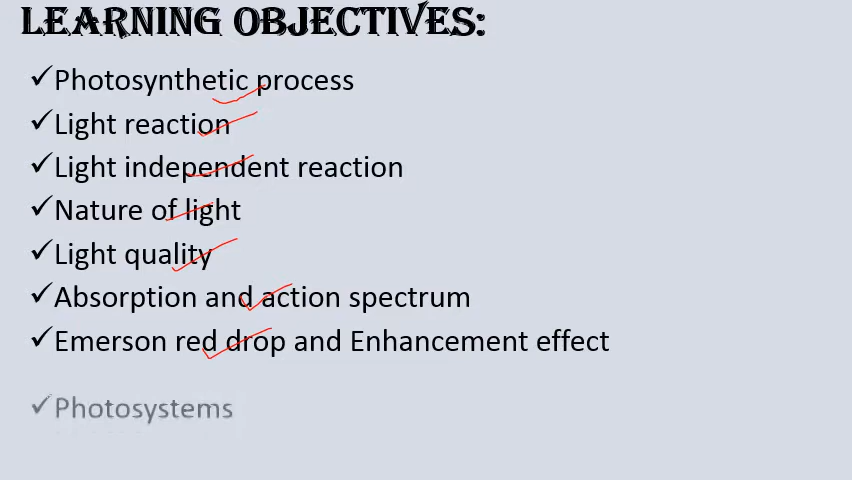 LEARNING OBJECTIVES:
✓Photosynthetic process
✓Light reaction
✓Light independent reaction
✓Nature of light
✓Light quality
✓Absorption and action spectrum
✓Emerson red drop and Enhancement effect
✓Photosystems